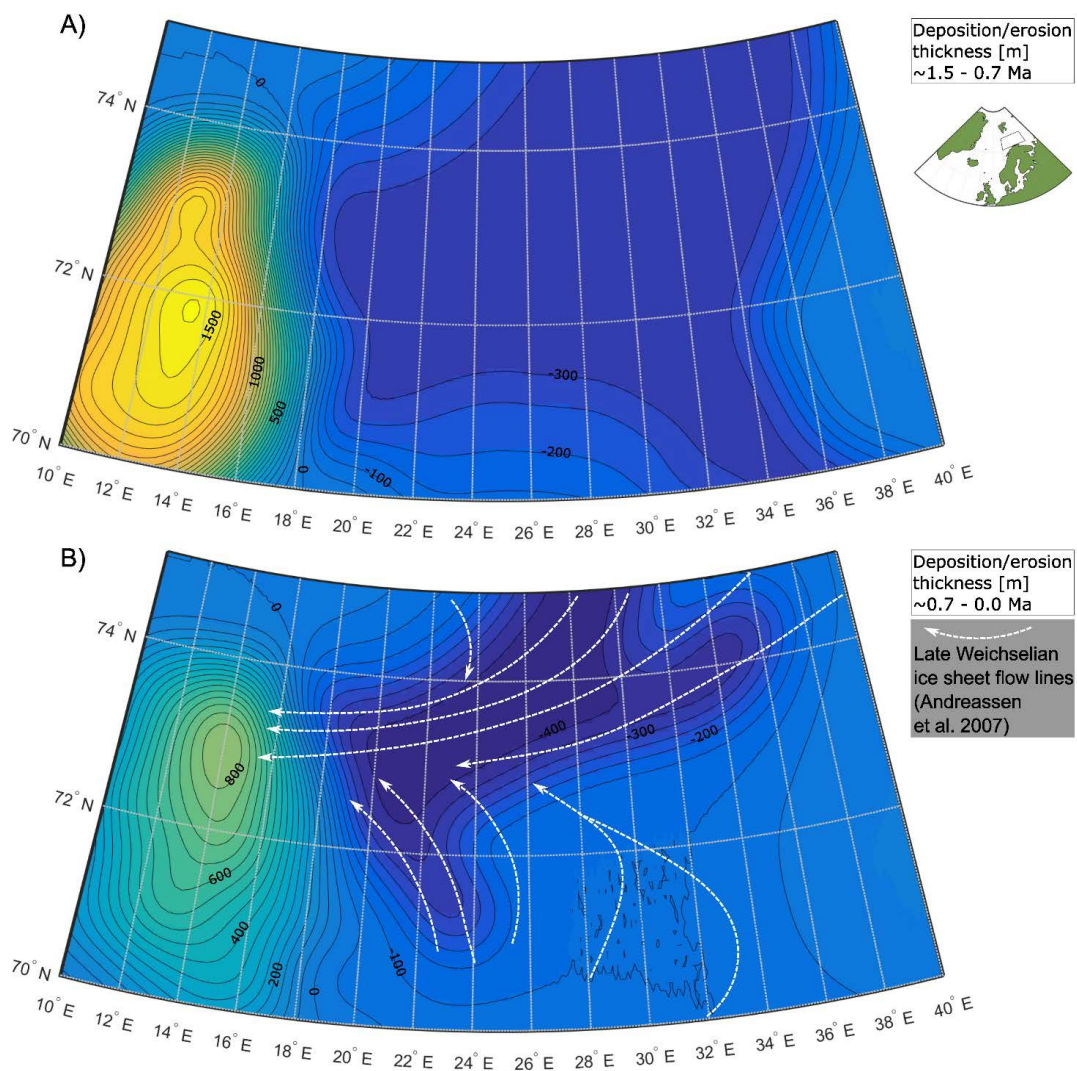 A)
Deposition/erosion
thickness [m]
~1.5 - 0.7 Ma
0
74° N
72° N
1500
1000
-300
500
70° N
-200
0
-100
10° E
12° E
14° E
16° E
18° E
20° E
22° E
24° E
26° E
28° E
30° E
32° E
34° E
36° E
38° E
40° E
B)
Deposition/erosion
thickness [m]
~0.7 - 0.0 Ma
Late Weichselian
ice sheet flow lines
(Andreassen
et al. 2007)
0
74° N
-400
-300
-200
800
72° N
600
400
-100
200
70° N
0
10° E
12° E
14° E
16° E
18° E
20° E
22° E
24° E
26° E
28° E
30° E
32° E
34° E
36° E
38° E
40° E